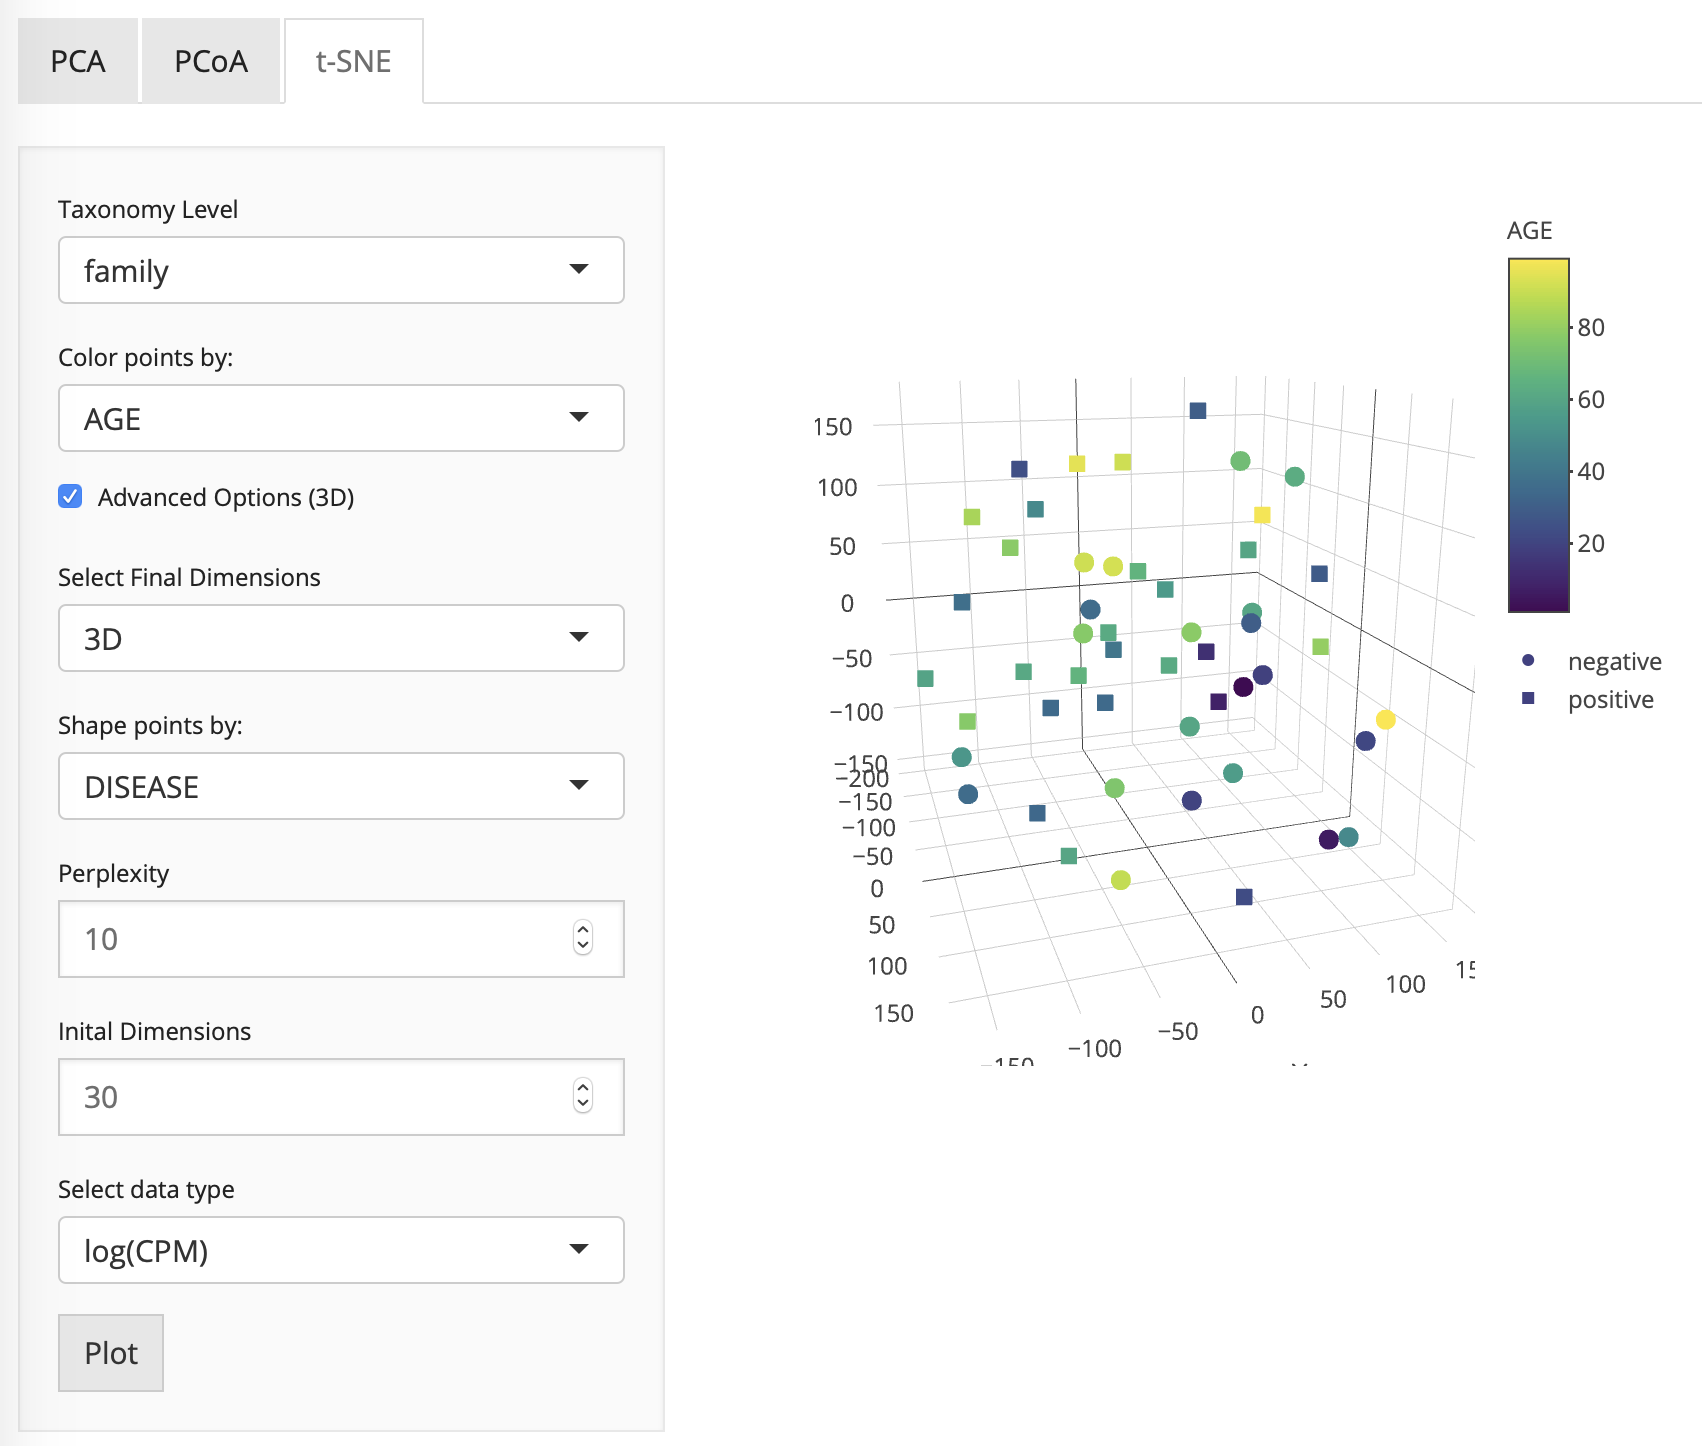 PCA
PCoA
t-SNE
Taxonomy Level
family
Color points by:
AGE
Advanced Options (3D)
Select Final Dimensions
3D
Shape points by:
DISEASE
Perplexity
10
Inital Dimensions
30
Select data type
log(CPM)
Plot
150
100
50
0
−50
−100
−150
−200
−150
−100
−50
0
50
100
150
−150
−100
−50
0
50
100
AGE
80
60
40
20
negative
positive